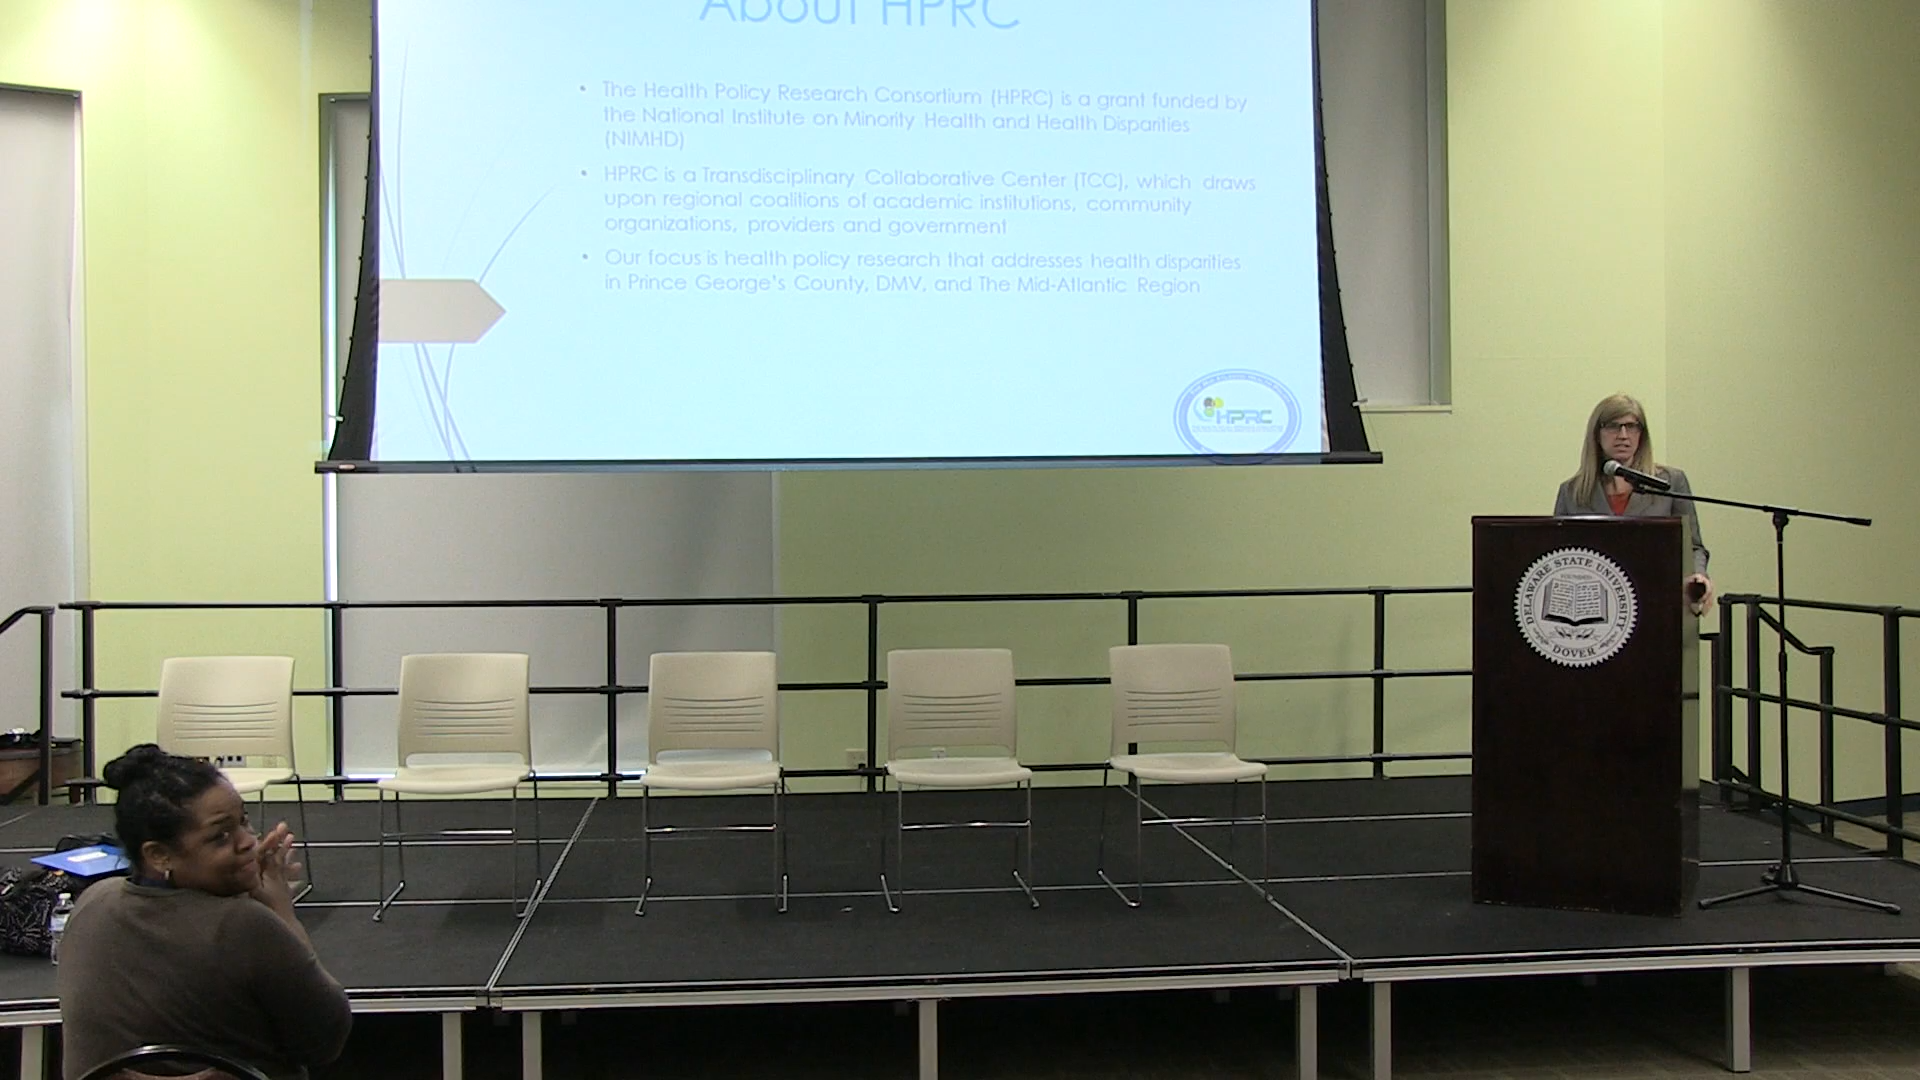 About HPRC
• The Health Policy Research Consortium (HPRC) is a grant funded by
the National Institute on Minority Health and Health Disparities
(NIMHD)
• HPRC is a Transdisciplinary Collaborative Center (TCC), which draws
upon regional coalitions of academic institutions, community
organizations, providers and government
• Our focus is health policy research that addresses health disparities
in Prince George's County, DMV, and The Mid-Atlantic Region
HPRC
DELAWARE STATE UNIVERSITY
DOVER